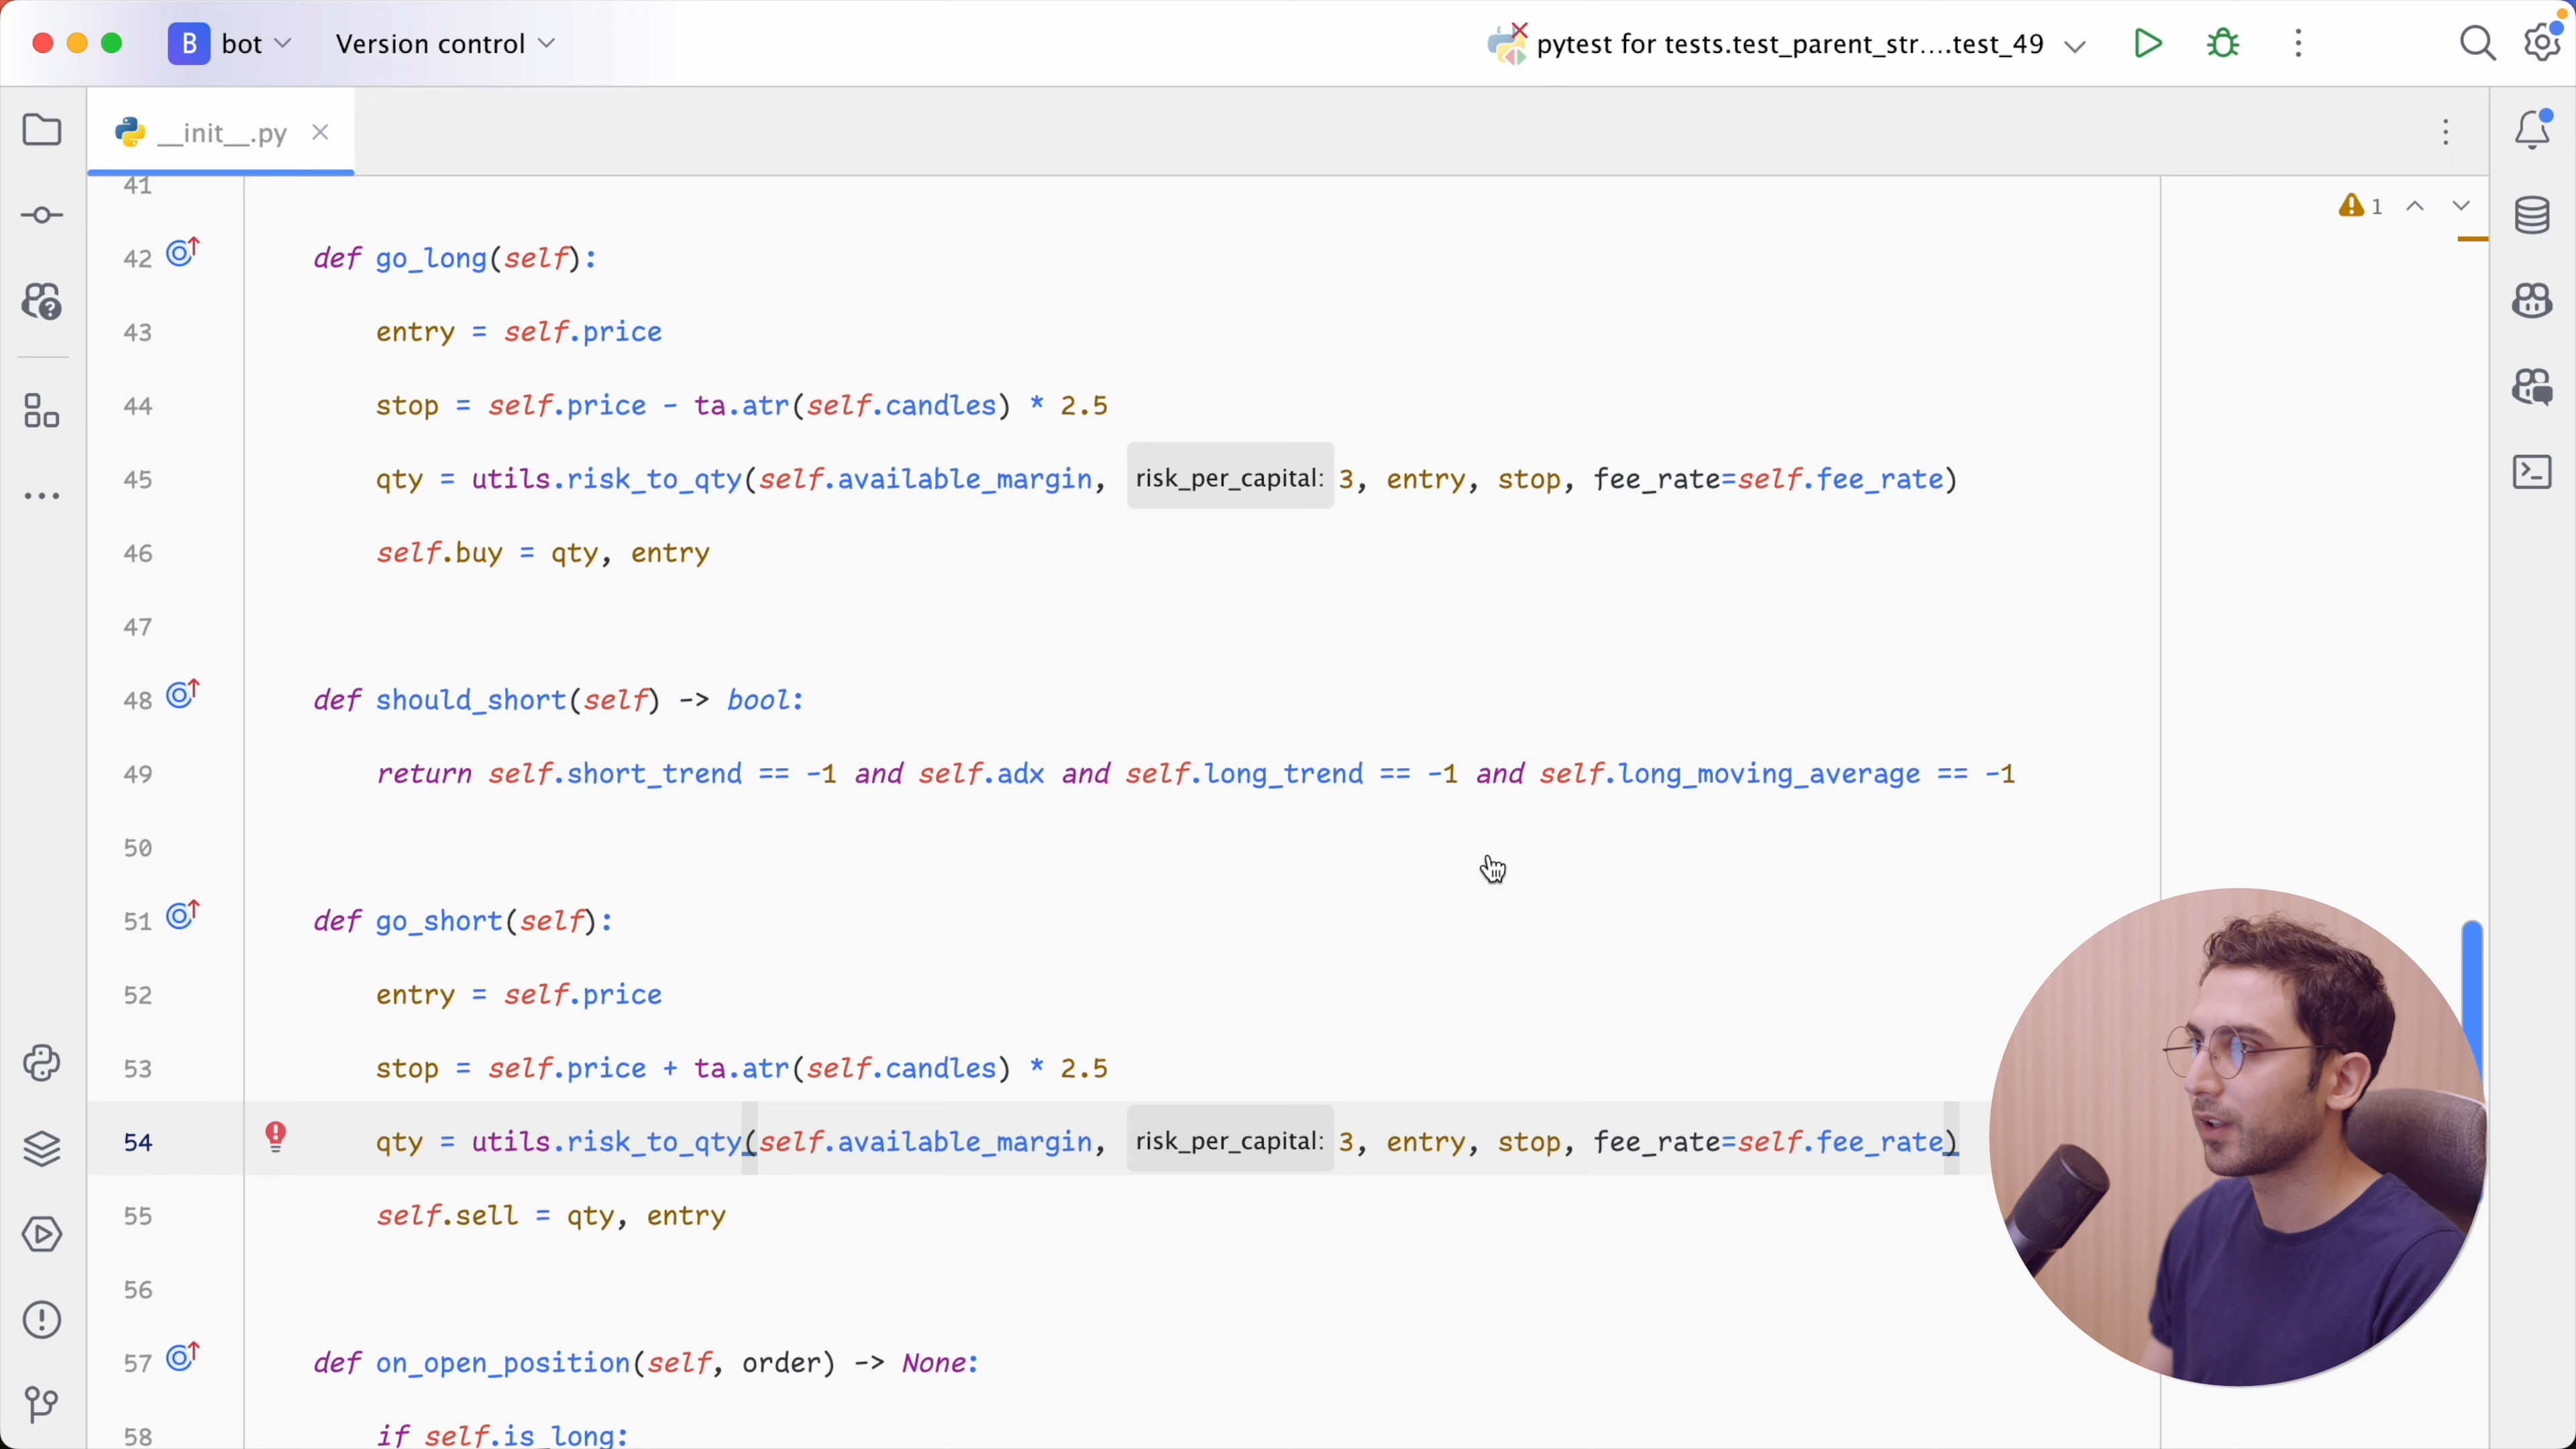 B bot Version control pytest for tests.test_parent_str....test_49
__init__.py
41
1
42 def go_long(self):
43 entry = self.price
44 stop = self.price - ta.atr(self.candles) * 2.5
45 qty = utils.risk_to_qty(self.available_margin, risk_per_capital: 3, entry, stop, fee_rate=self.fee_rate)
46 self.buy = qty, entry
47
48 def should_short(self) -> bool:
49 return self.short_trend == -1 and self.adx and self.long_trend == -1 and self.long_moving_average == -1
50
51 def go_short(self):
52 entry = self.price
53 stop = self.price + ta.atr(self.candles) * 2.5
54 qty = utils.risk_to_qty(self.available_margin, risk_per_capital: 3, entry, stop, fee_rate=self.fee_rate)
55 self.sell = qty, entry
56
57 def on_open_position(self, order) -> None:
58 if self.is_long: